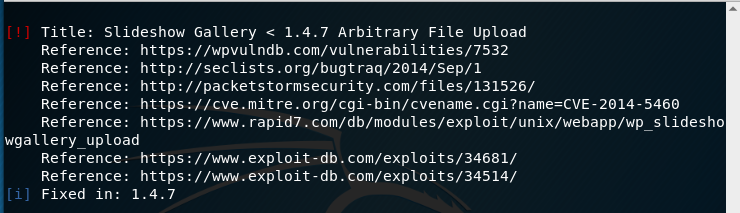 [!] Title: Slideshow Gallery < 1.4.7 Arbitrary File Upload
Reference: https://wpvulndb.com/vulnerabilities/7532
Reference: http://seclists.org/bugtraq/2014/Sep/1
Reference: http://packetstormsecurity.com/files/131526/
Reference: https://cve.mitre.org/cgi-bin/cvename.cgi?name=CVE-2014-5460
Reference: https://www.rapid7.com/db/modules/exploit/unix/webapp/wp_slidesho
wgallery_upload
Reference: https://www.exploit-db.com/exploits/34681/
Reference: https://www.exploit-db.com/exploits/34514/
[i] Fixed in: 1.4.7